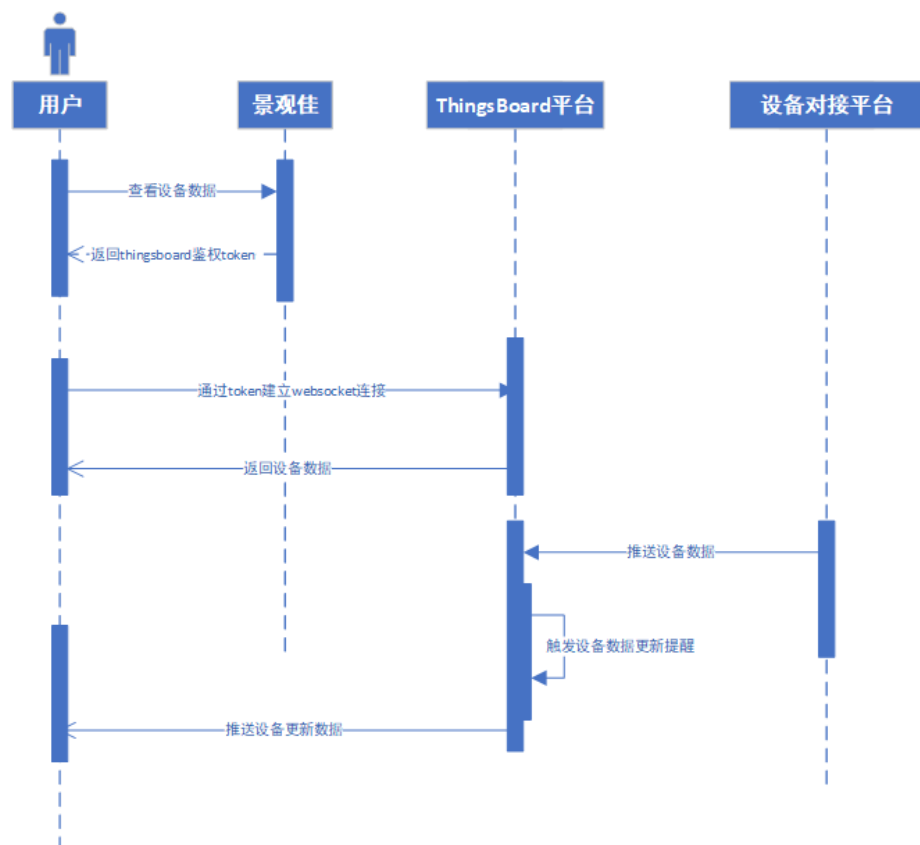 用户
景观佳
ThingsBoard平台
设备对接平台
查看设备数据
返回thingsboard鉴权token
通过token建立websocket连接
返回设备数据
推送设备数据
触发设备数据更新提醒
推送设备更新数据